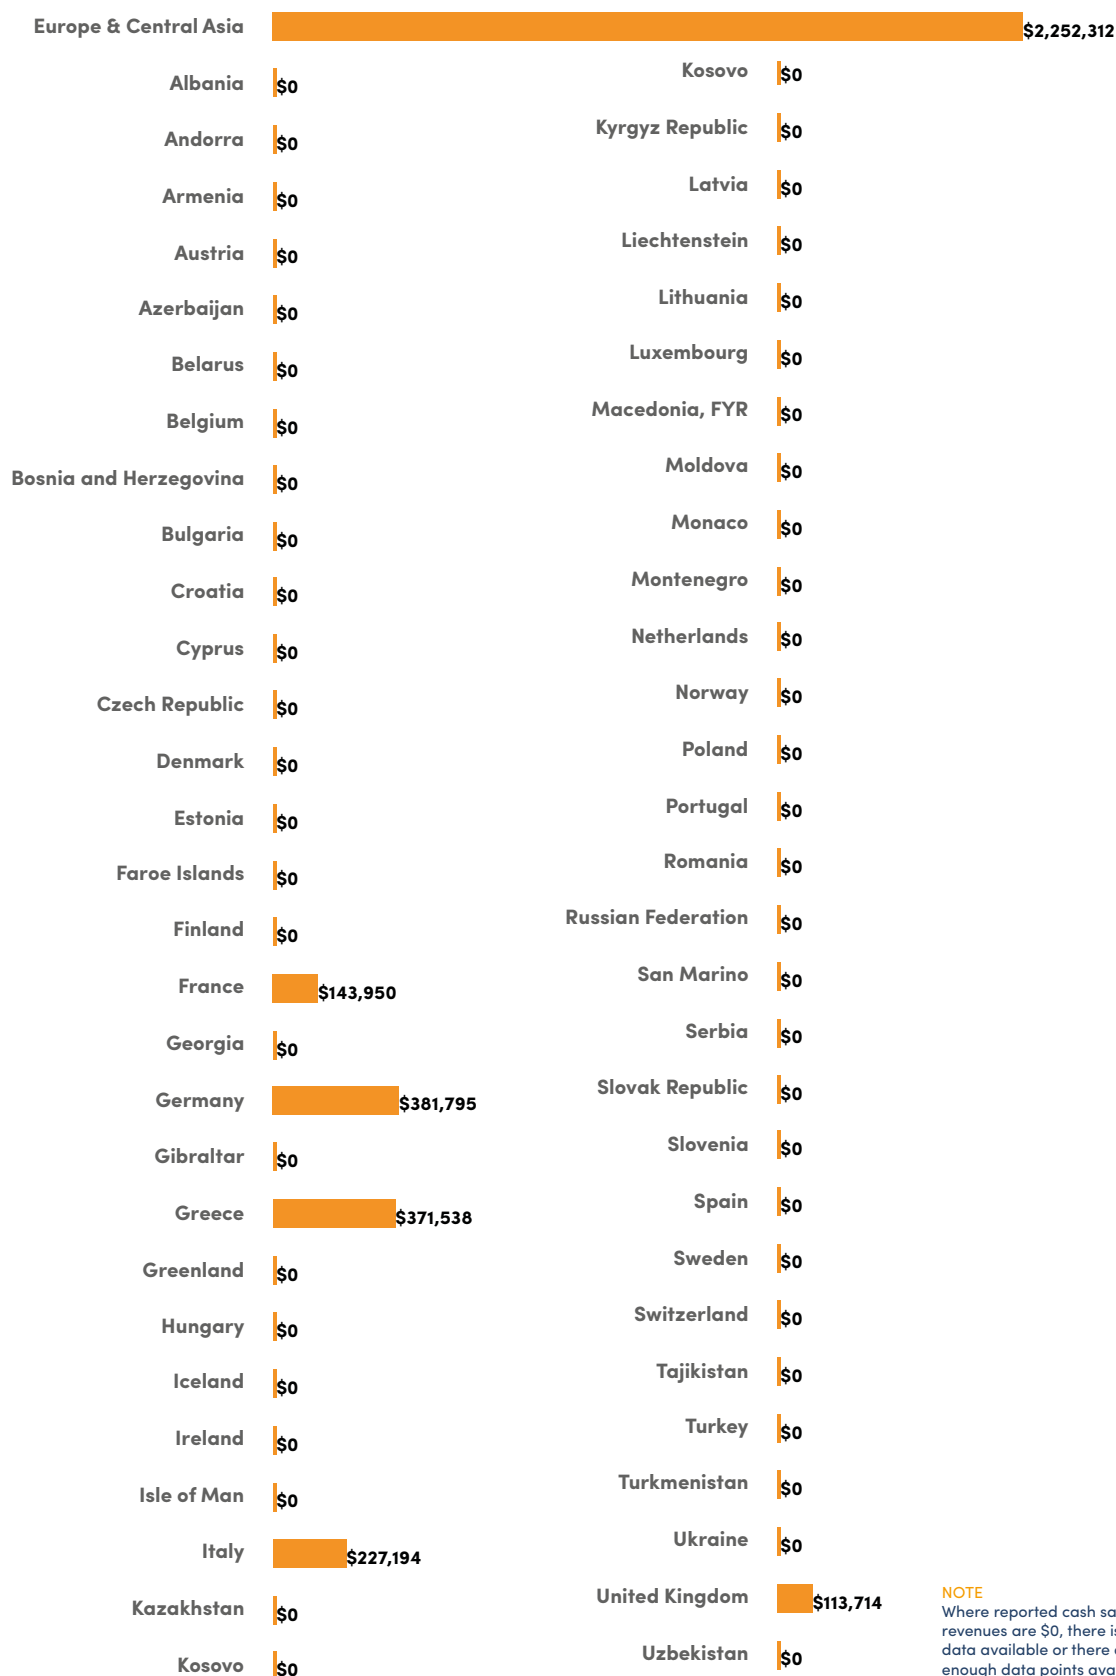 Europe & Central Asia $2,252,312
Albania $0
Andorra $0
Armenia $0
Austria $0
Azerbaijan $0
Belarus $0
Belgium $0
Bosnia and Herzegovina $0
Bulgaria $0
Croatia $0
Cyprus $0
Czech Republic $0
Denmark $0
Estonia $0
Faroe Islands $0
Finland $0
France $143,950
Georgia $0
Germany $381,795
Gibraltar $0
Greece $371,538
Greenland $0
Hungary $0
Iceland $0
Ireland $0
Isle of Man $0
Italy $227,194
Kazakhstan $0
Kosovo $0
Kosovo $0
Kyrgyz Republic $0
Latvia $0
Liechtenstein $0
Lithuania $0
Luxembourg $0
Macedonia, FYR $0
Moldova $0
Monaco $0
Montenegro $0
Netherlands $0
Norway $0
Poland $0
Portugal $0
Romania $0
Russian Federation $0
San Marino $0
Serbia $0
Slovak Republic $0
Slovenia $0
Spain $0
Sweden $0
Switzerland $0
Tajikistan $0
Turkey $0
Turkmenistan $0
Ukraine $0
United Kingdom $113,714
Uzbekistan $0
NOTE
Where reported cash
revenues are $0, there is
data available or there
enough data points